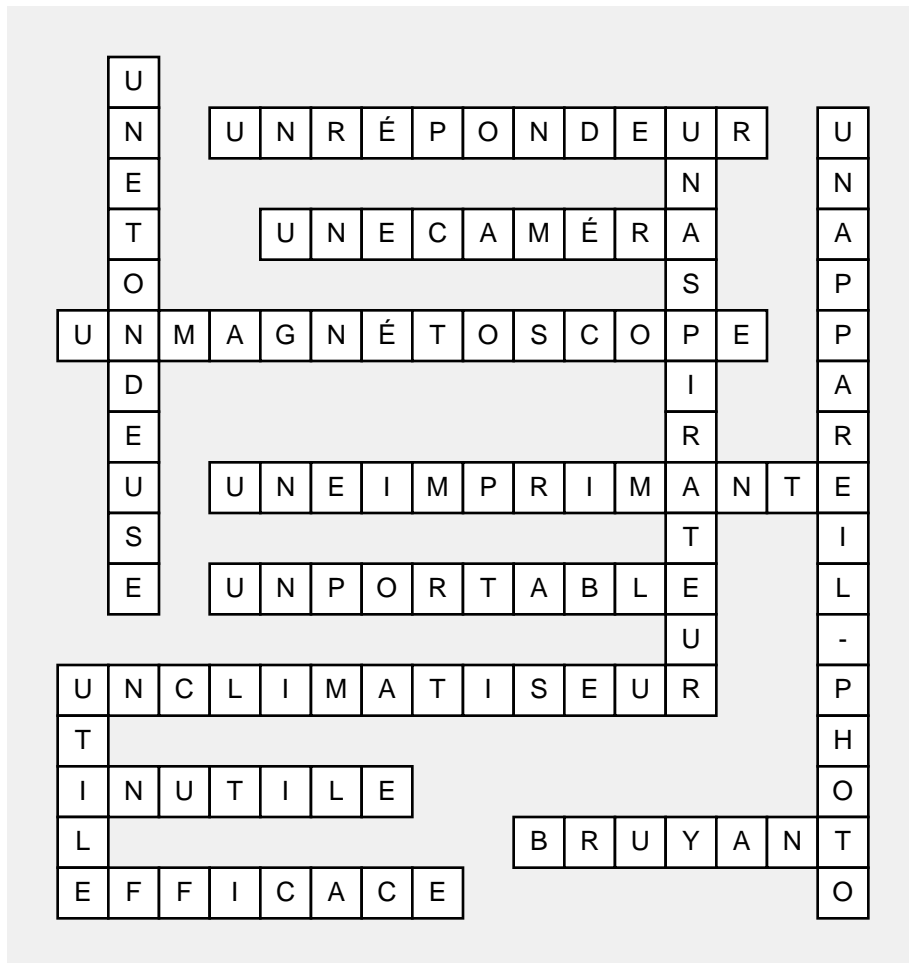 UNETONDEUSE
UNRÉPONDEUR
UNASPIRATEUR
UNAPPAREIL-PHOTO
UNECAMÉRA
UNMAGNÉTOSCOPE
UNEIMPRIMANTE
UNPORTABLE
UNCLIMATISEUR
UTILE
INUTILE
BRUYANT
EFFICACE